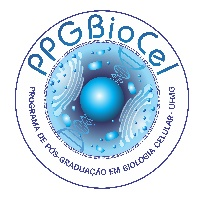 PPGBioCel
PROGRAMA DE PÓS-GRADUAÇÃO EM BIOLOGIA CELULAR - UFMG